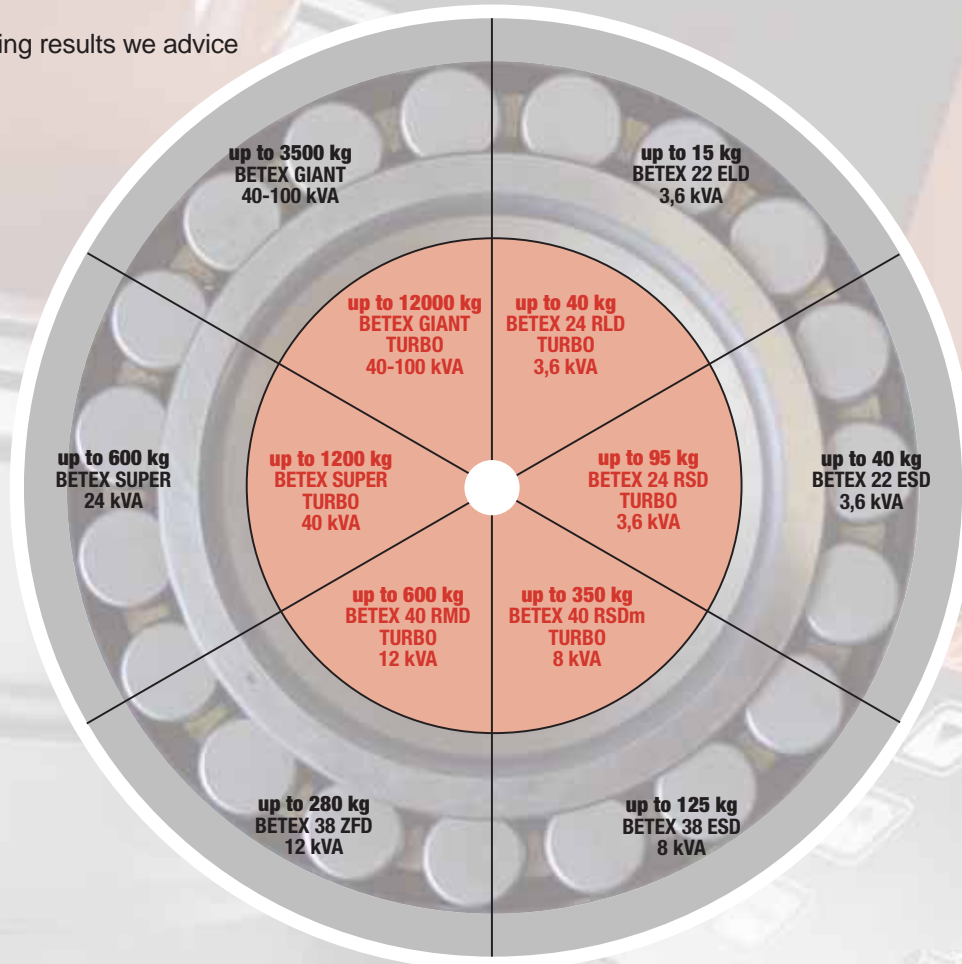 ing results we advice
up to 3500 kg
BETEX GIANT
40-100 kVA
up to 15 kg
BETEX 22 ELD
3,6 kVA
up to 12000 kg
BETEX GIANT
TURBO
40-100 kVA
up to 40 kg
BETEX 24 RLD
TURBO
3,6 kVA
up to 600 kg
BETEX SUPER
24 kVA
up to 1200 kg
BETEX SUPER
TURBO
40 kVA
up to 95 kg
BETEX 24 RSD
TURBO
3,6 kVA
up to 40 kg
BETEX 22 ESD
3,6 kVA
up to 600 kg
BETEX 40 RMD
TURBO
12 kVA
up to 350 kg
BETEX 40 RSDm
TURBO
8 kVA
up to 280 kg
BETEX 38 ZFD
12 kVA
up to 125 kg
BETEX 38 ESD
8 kVA